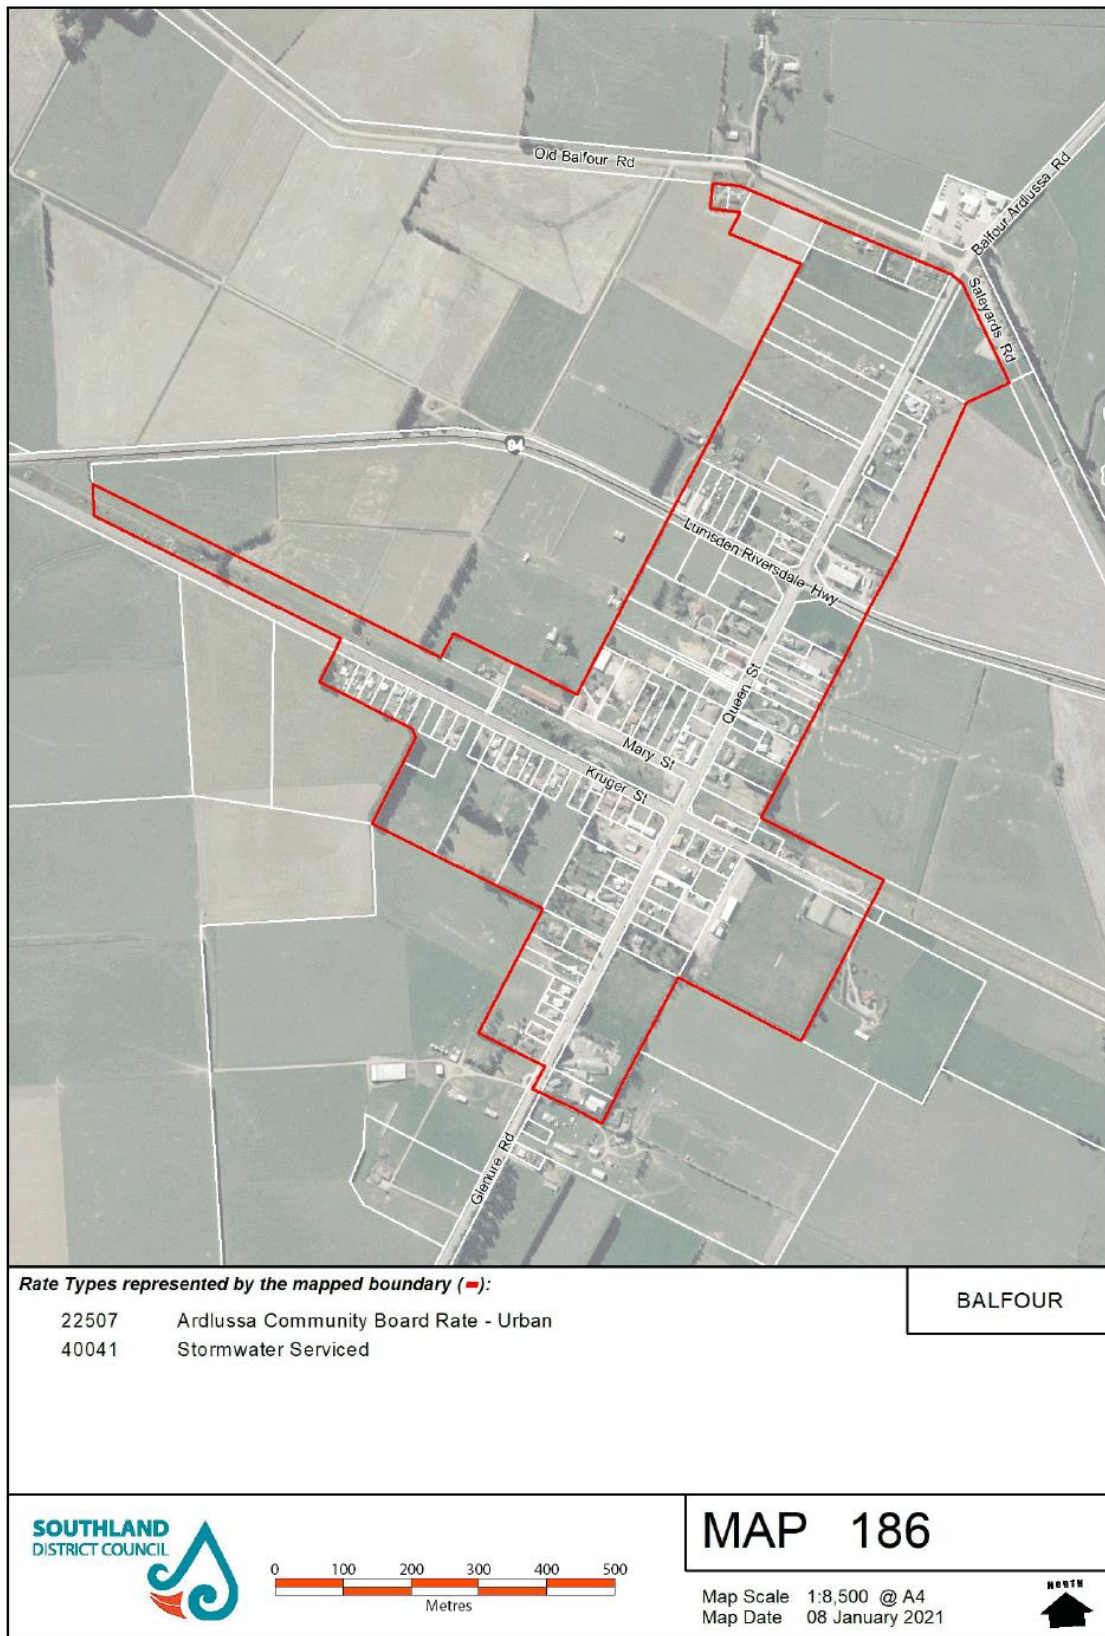 Old Balfour Rd
Balfour Ardlussa Rd
Saleyards Rd
94
Lumsden Riversdale Hwy
Queen St
Mary St
Kruger St
Glenure Rd
Rate Types represented by the mapped boundary (▬):
22507 Ardlussa Community Board Rate - Urban
40041 Stormwater Serviced
BALFOUR
SOUTHLAND
DISTRICT COUNCIL
0 100 200 300 400 500
Metres
MAP 186
Map Scale 1:8,500 @ A4
Map Date 08 January 2021
NORTH